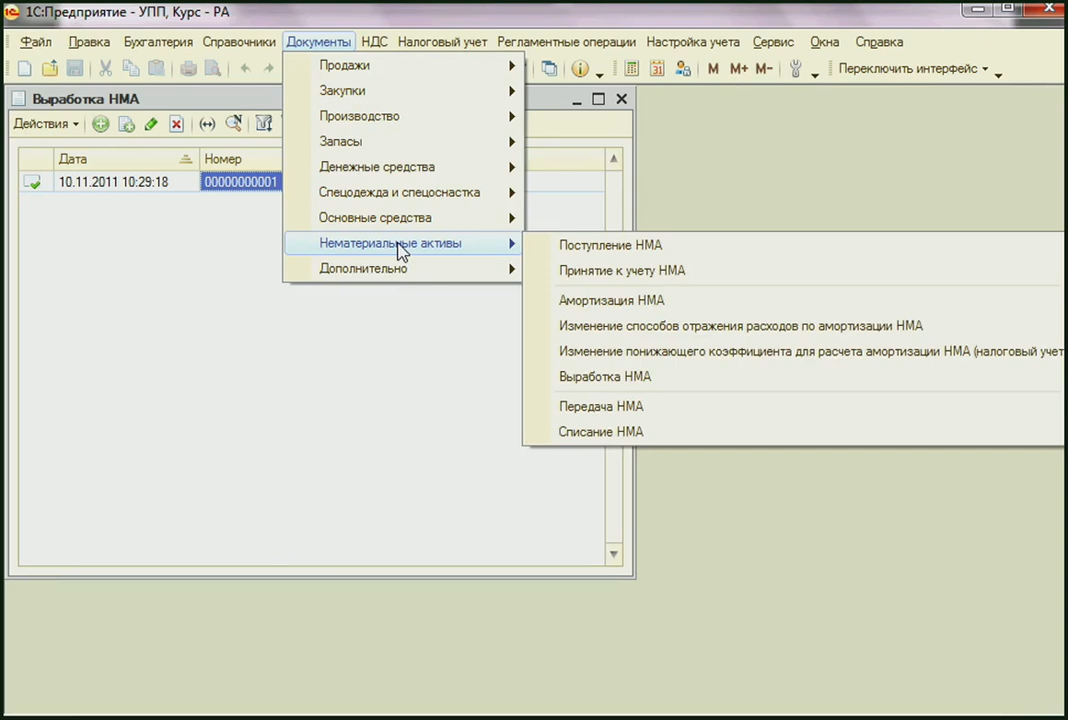 1С:Предприятие - УПП, Курс - РА
Файл Правка Бухгалтерия Справочники Документы НДС Налоговый учет Регламентные операции Настройка учета Сервис Окна Справка
M M+ M- Переключить интерфейс
Выработка НМА
Действия
Дата Номер
10.11.2011 10:29:18 00000000001
Продажи
Закупки
Производство
Запасы
Денежные средства
Спецодежда и спецоснастка
Основные средства
Нематериальные активы
Дополнительно
Поступление НМА
Принятие к учету НМА
Амортизация НМА
Изменение способов отражения расходов по амортизации НМА
Изменение понижающего коэффициента для расчета амортизации НМА (налоговый учет
Выработка НМА
Передача НМА
Списание НМА